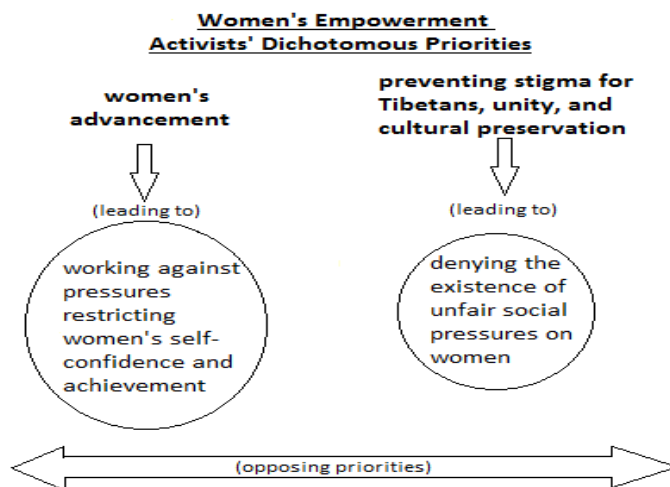 Women's Empowerment
Activists' Dichotomous Priorities
women's
advancement
(leading to)
working against
pressures
restricting
women's self-
confidence and
achievement
preventing stigma for
Tibetans, unity, and
cultural preservation
(leading to)
denying the
existence of
unfair social
pressures on
women
(opposing priorities)